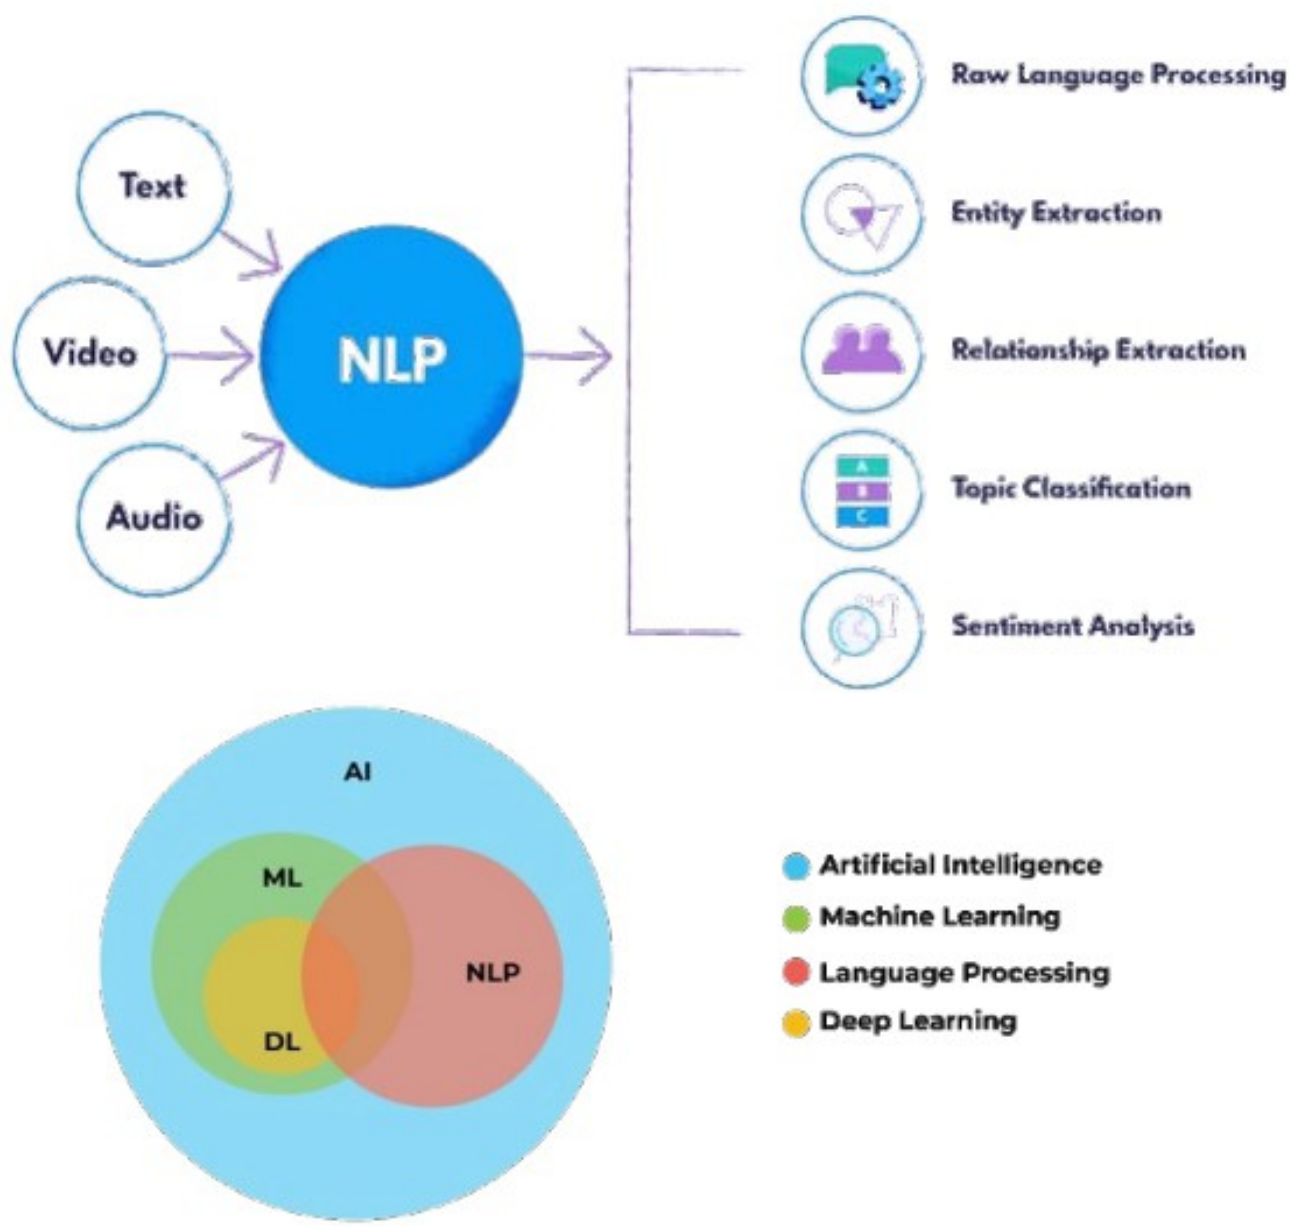 Text
Video
Audio
NLP
Raw Language Processing
Entity Extraction
Relationship Extraction
A
B
C
Topic Classification
Sentiment Analysis
AI
ML
NLP
DL
Artificial Intelligence
Machine Learning
Language Processing
Deep Learning